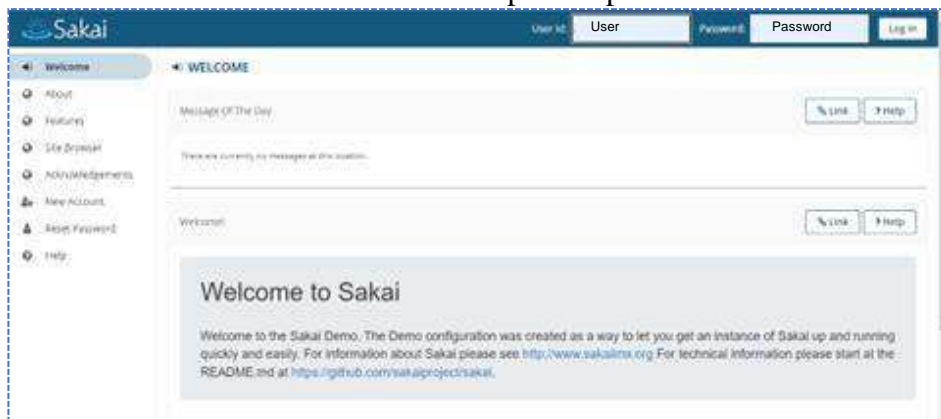 Sakai
User Id: User Password: Password Log In
Welcome
About
Features
Site Browser
Acknowledgements
New Account
Reset Password
Help
WELCOME
Message Of The Day
Link ? Help
There are currently no messages at this location.
Welcome!
Link ? Help
Welcome to Sakai
Welcome to the Sakai Demo. The Demo configuration was created as a way to let you get an instance of Sakai up and running
quickly and easily. For information about Sakai please see http://www.sakailms.org For technical information please start at the
README.md at https://github.com/sakaiproject/sakai.